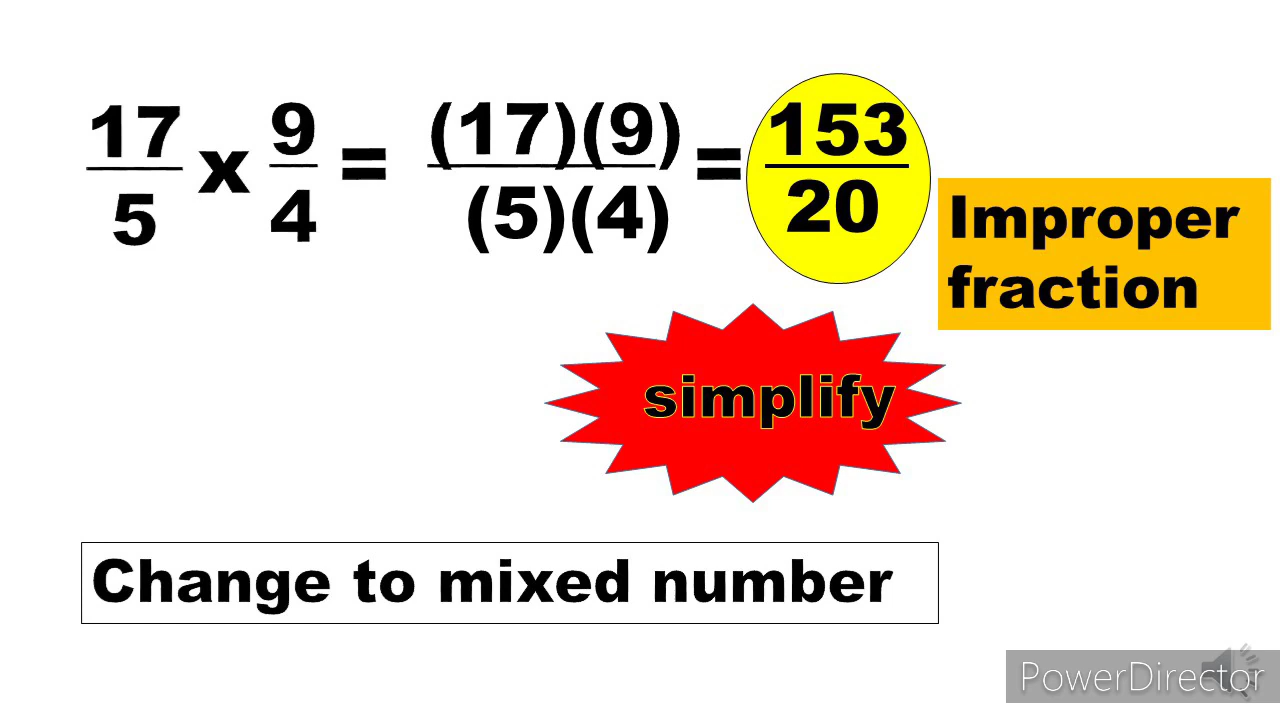 17/5 x 9/4 = (17)(9)/(5)(4) = 153/20
Improper
fraction
simplify
Change to mixed number
PowerDirector